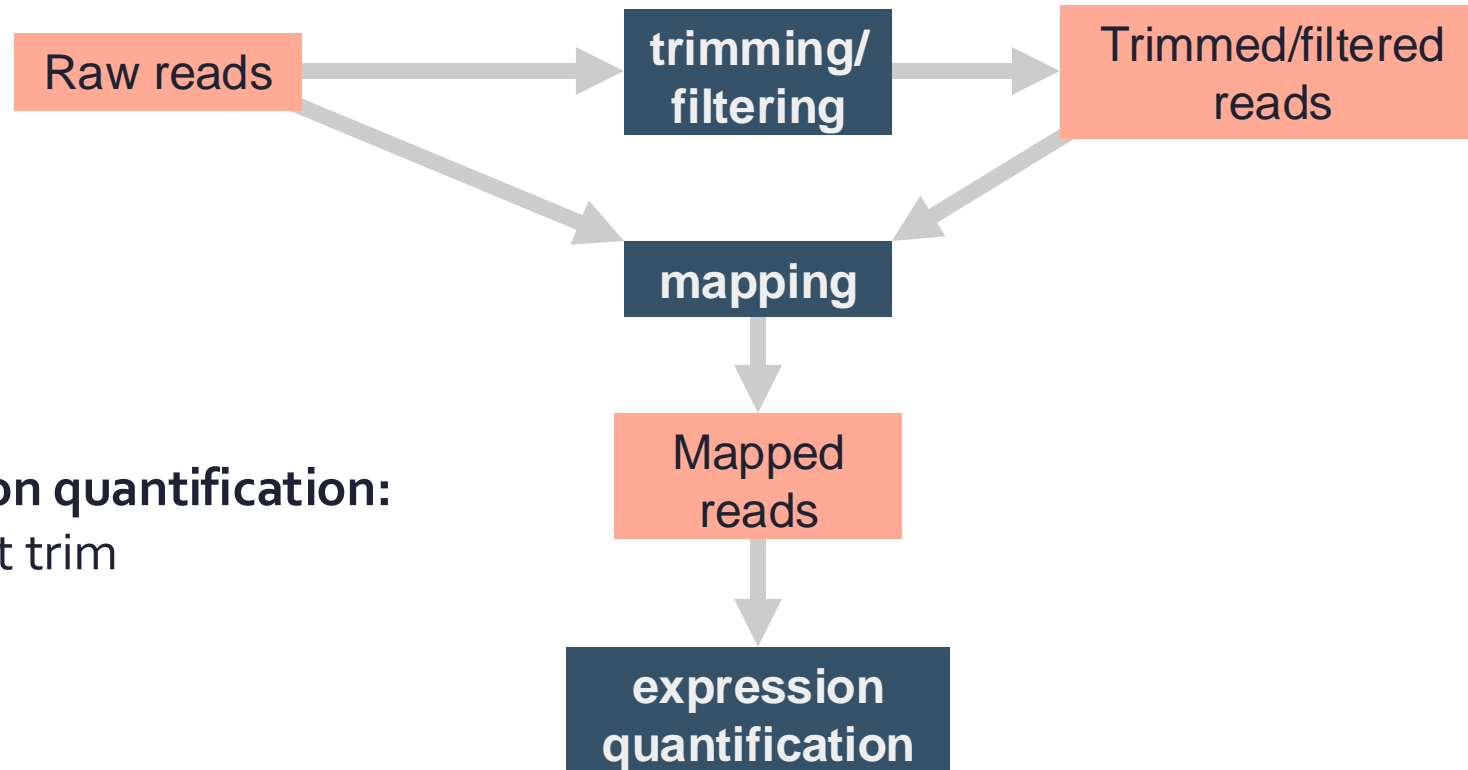 Raw reads
trimming/
filtering
Trimmed/filtered
reads
mapping
Mapped
reads
on quantification:
t trim
expression
quantification